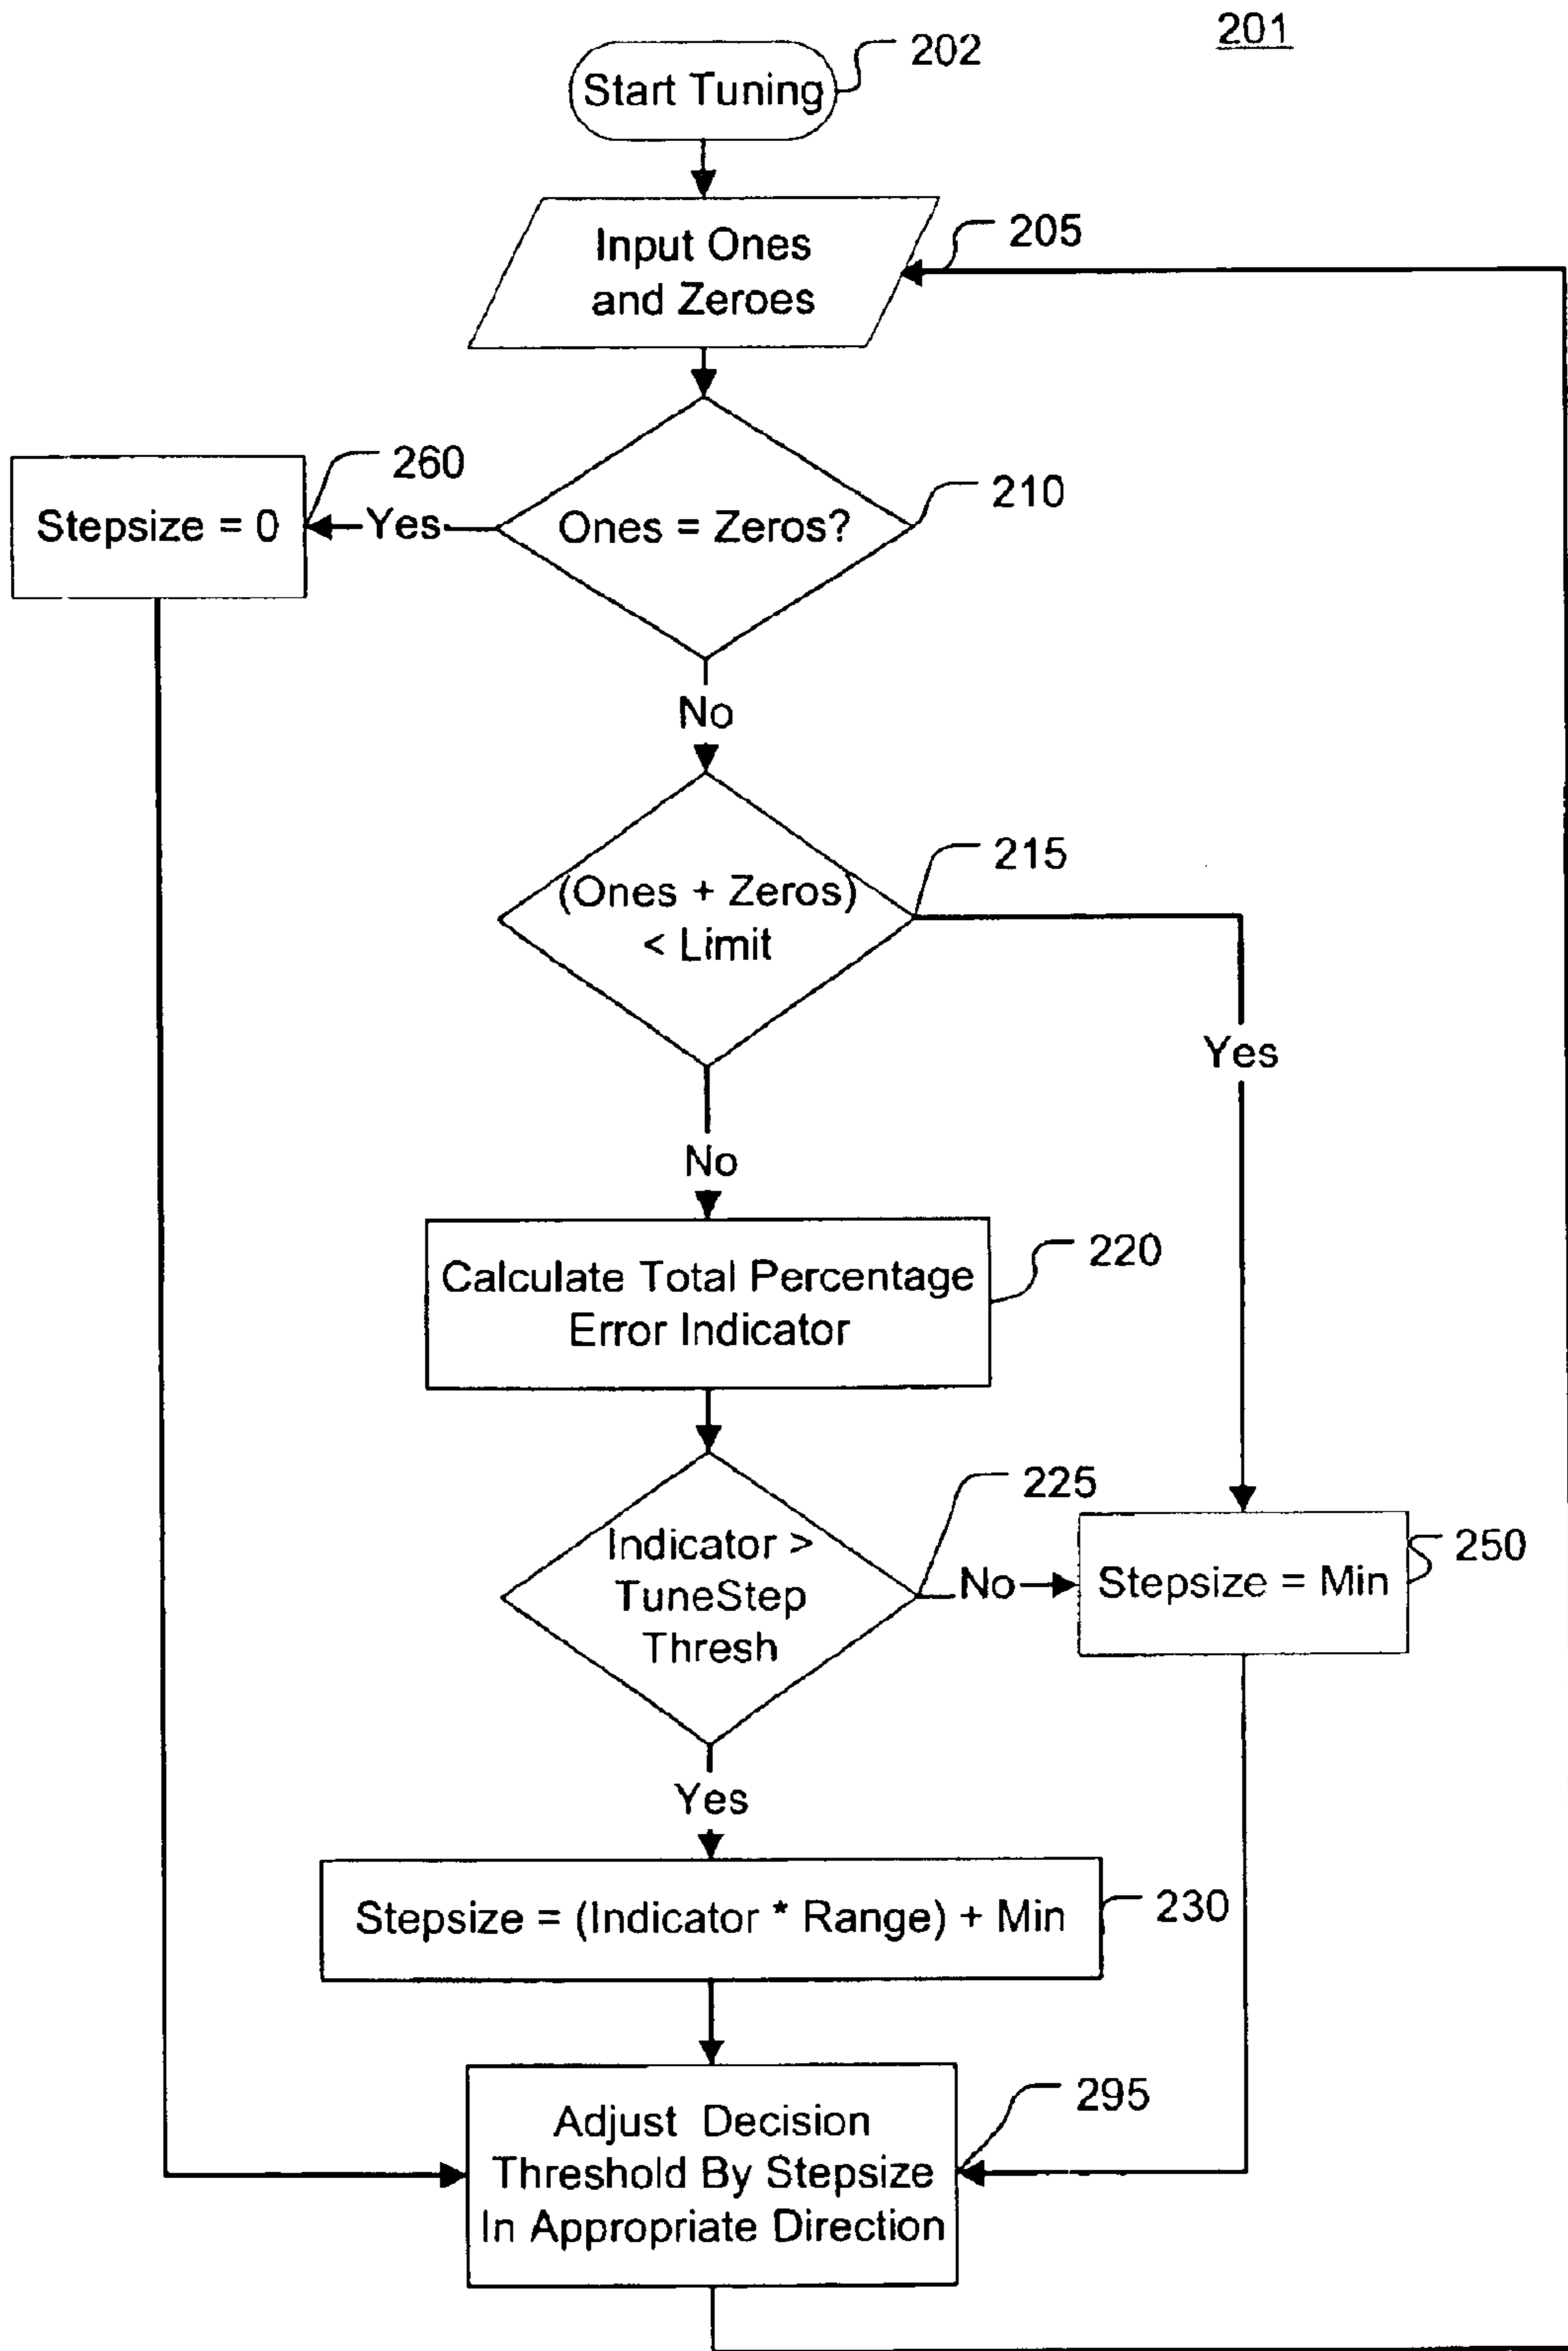 201
Start Tuning
202
Input Ones
and Zeroes
205
260
Stepsize = 0
Yes
Ones = Zeros?
210
No
(Ones + Zeros)
< Limit
215
Yes
No
Calculate Total Percentage
Error Indicator
220
Indicator >
TuneStep
Thresh
225
No
Stepsize = Min
250
Yes
Stepsize = (Indicator * Range) + Min
230
Adjust Decision
Threshold By Stepsize
In Appropriate Direction
295